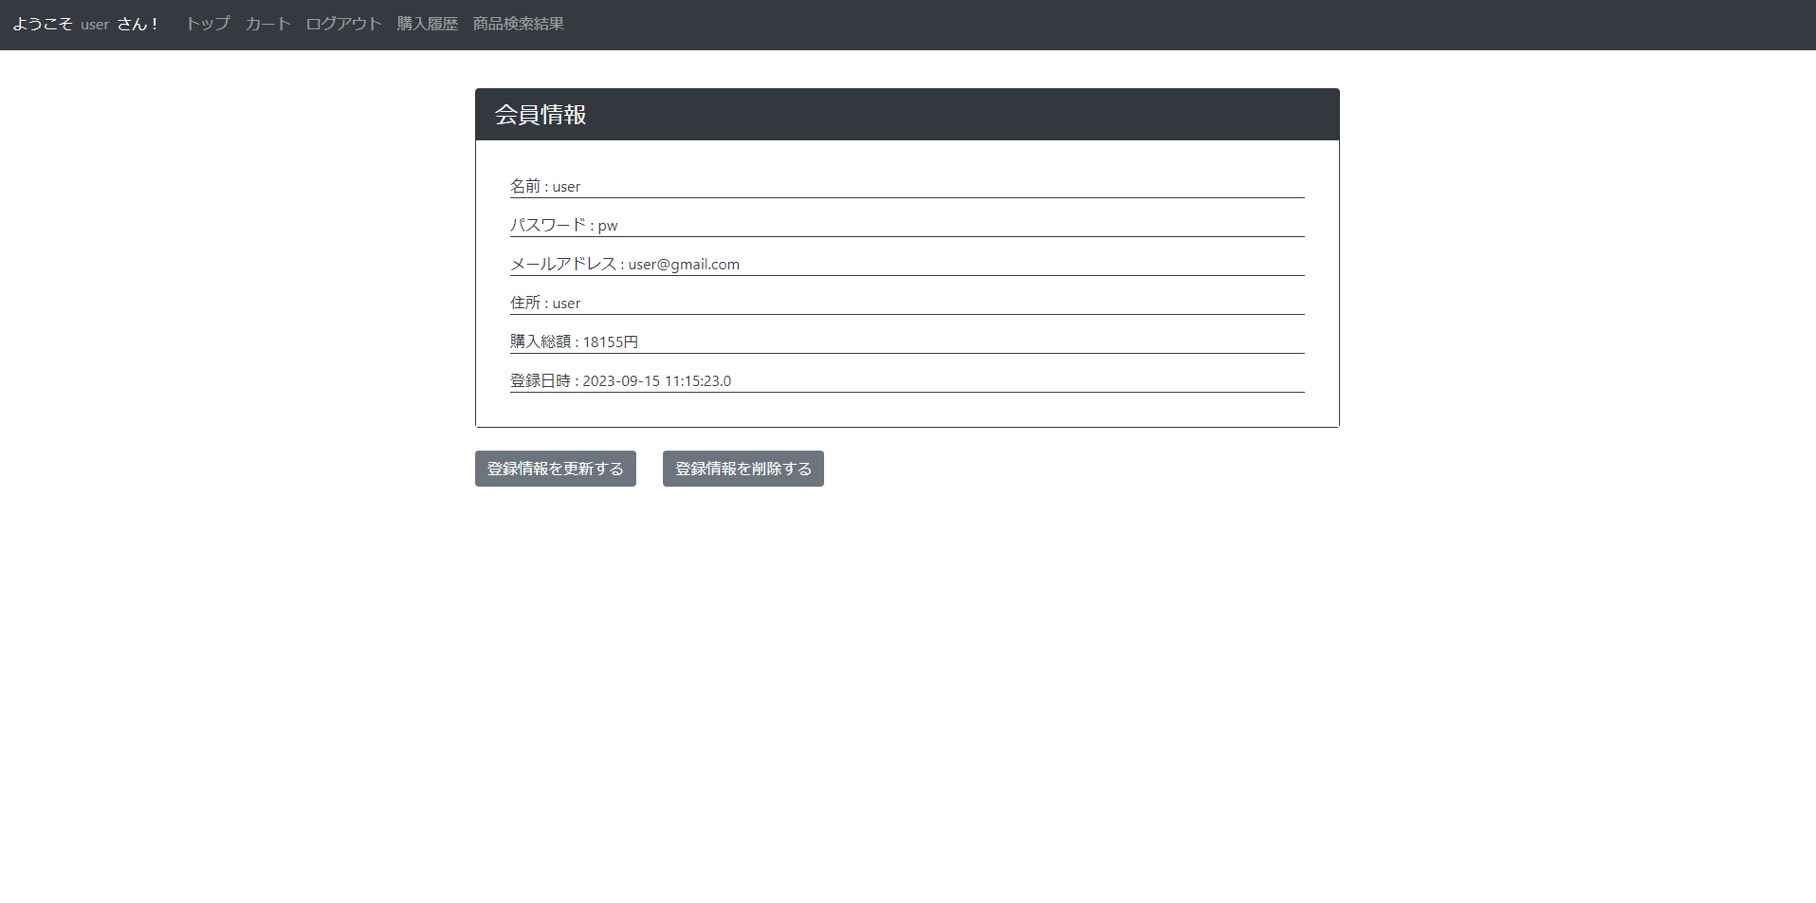 ようこそ user さん！ トップ カート ログアウト 購入履歴 商品検索結果
会員情報
名前 : user
パスワード : pw
メールアドレス : user@gmail.com
住所 : user
購入総額 : 18155円
登録日時 : 2023-09-15 11:15:23.0
登録情報を更新する 登録情報を削除する